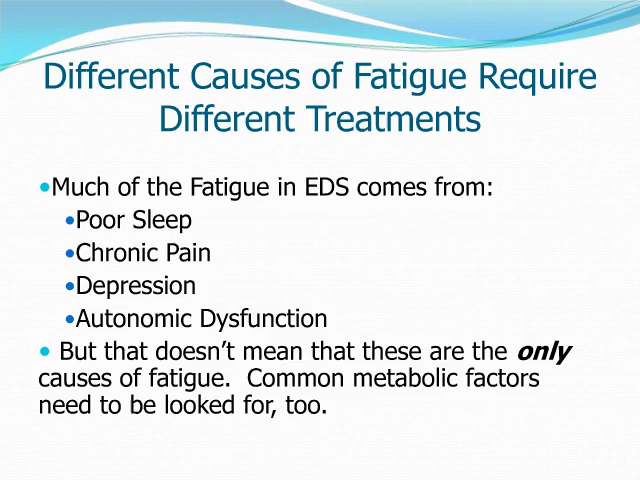 Different Causes of Fatigue Require
Different Treatments
•Much of the Fatigue in EDS comes from:
•Poor Sleep
•Chronic Pain
•Depression
•Autonomic Dysfunction
• But that doesn’t mean that these are the only
causes of fatigue.  Common metabolic factors
need to be looked for, too.